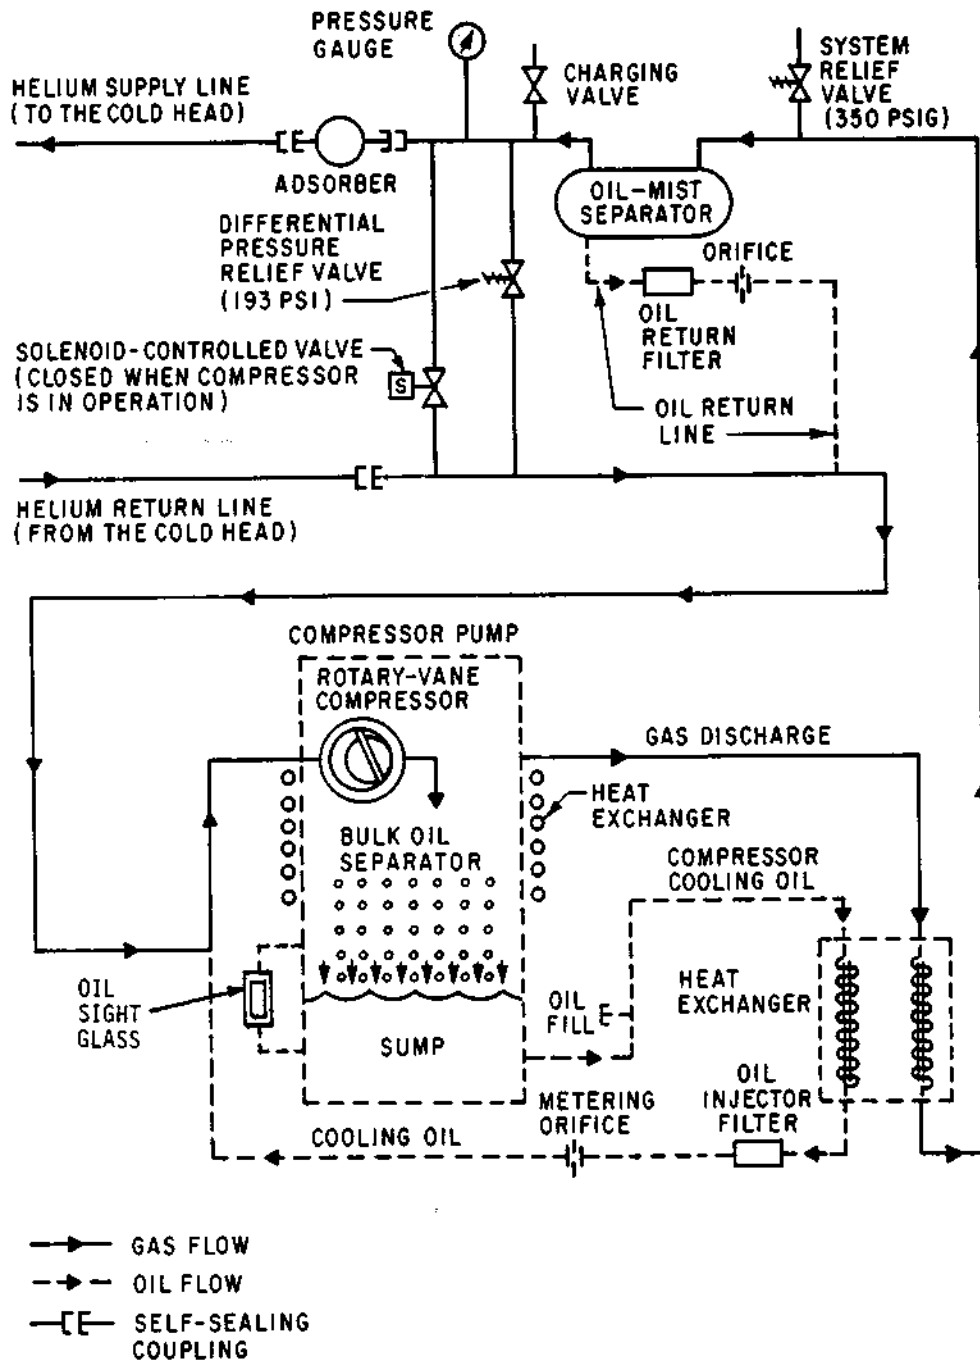 PRESSURE
GAUGE
HELIUM SUPPLY LINE
(TO THE COLD HEAD)
CHARGING
VALVE
SYSTEM
RELIEF
VALVE
(350 PSIG)
ADSORBER
OIL-MIST
SEPARATOR
DIFFERENTIAL
PRESSURE
RELIEF VALVE
(193 PSI)
ORIFICE
OIL
RETURN
FILTER
SOLENOID-CONTROLLED VALVE
(CLOSED WHEN COMPRESSOR
IS IN OPERATION)
S
OIL RETURN
LINE
HELIUM RETURN LINE
(FROM THE COLD HEAD)
COMPRESSOR PUMP
ROTARY-VANE
COMPRESSOR
GAS DISCHARGE
HEAT
EXCHANGER
BULK OIL
SEPARATOR
COMPRESSOR
COOLING OIL
OIL
SIGHT
GLASS
OIL
FILL
HEAT
EXCHANGER
SUMP
METERING
ORIFICE
OIL
INJECTOR
FILTER
COOLING OIL
GAS FLOW
OIL FLOW
SELF-SEALING
COUPLING